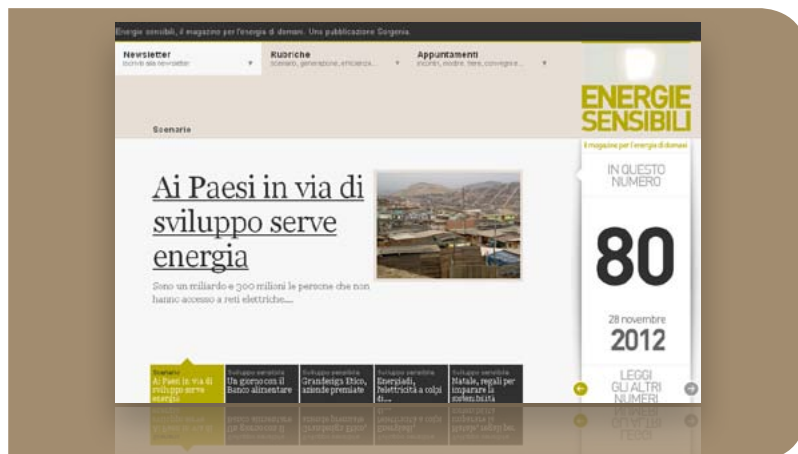 Energie sensibili, il magazine per l'energia di domani. Una pubblicazione Sorgenia
Newsletter
iscriviti alla newsletter
Rubriche
scenario, generazione, efficienza...
Appuntamenti
incontri, mostre, fiere, convegni e...
ENERGIE
SENSIBILI
il magazine per l'energia di domani
Scenario
Ai Paesi in via di
sviluppo serve
energia
Sono un miliardo e 300 milioni le persone che non
hanno accesso a reti elettriche....
IN QUESTO
NUMERO
80
28 novembre
2012
LEGGI
GLI ALTRI
NUMERI
Scenario
Ai Paesi in via di
sviluppo serve
energia
Sviluppo sensibile
Un giorno con il
Banco alimentare
Sviluppo sensibile
Grandesign Etico,
aziende premiate
Sviluppo sensibile
Energiadi,
l'elettricità a colpi
di...
Sviluppo sensibile
Natale, regali per
imparare la
sostenibilità